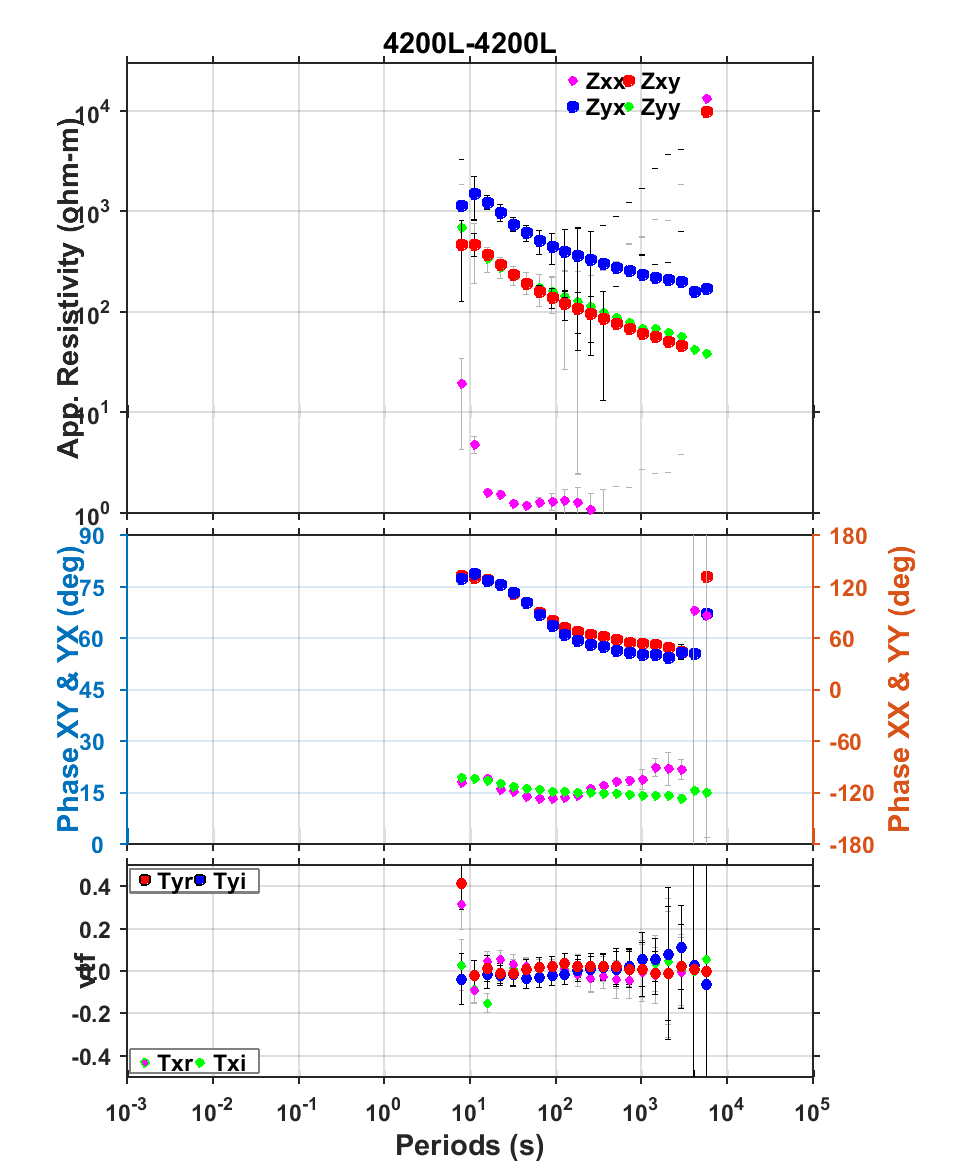 4200L-4200L
Zxx Zxy
Zyx Zyy
App. Resistivity (ohm-m)
10^4
10^3
10^2
10^1
10^0
Phase XY & YX (deg)
90
75
60
45
30
15
0
180
120
60
0
-60
-120
-180
Phase XX & YY (deg)
Tyr Tyi
vtf
0.4
0.2
0.0
-0.2
-0.4
Txr Txi
10^-3 10^-2 10^-1 10^0 10^1 10^2 10^3 10^4 10^5
Periods (s)